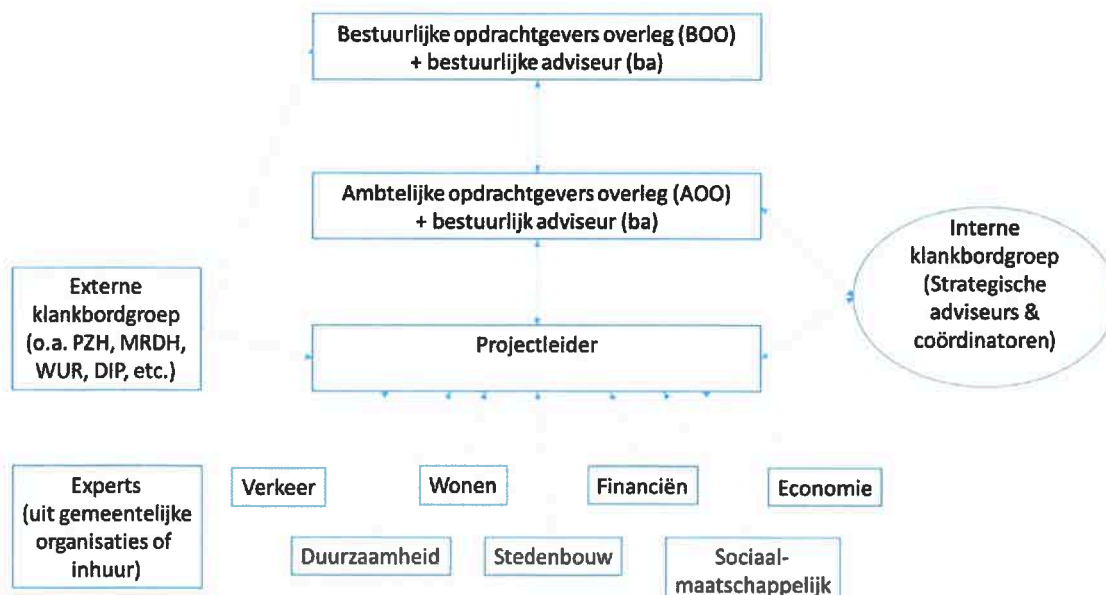 Bestuurlijke opdrachtgevers overleg (BOO)
+ bestuurlijke adviseur (ba)
Ambtelijke opdrachtgevers overleg (AOO)
+ bestuurlijk adviseur (ba)
Interne
klankbordgroep
(Strategische
adviseurs &
coördinatoren)
Externe
klankbordgroep
(o.a. PZH, MRDH,
WUR, DIP, etc.)
Projectleider
Experts
(uit gemeentelijke
organisaties of
inhuur)
Verkeer
Wonen
Financiën
Economie
Duurzaamheid
Stedenbouw
Sociaal-
maatschappelijk